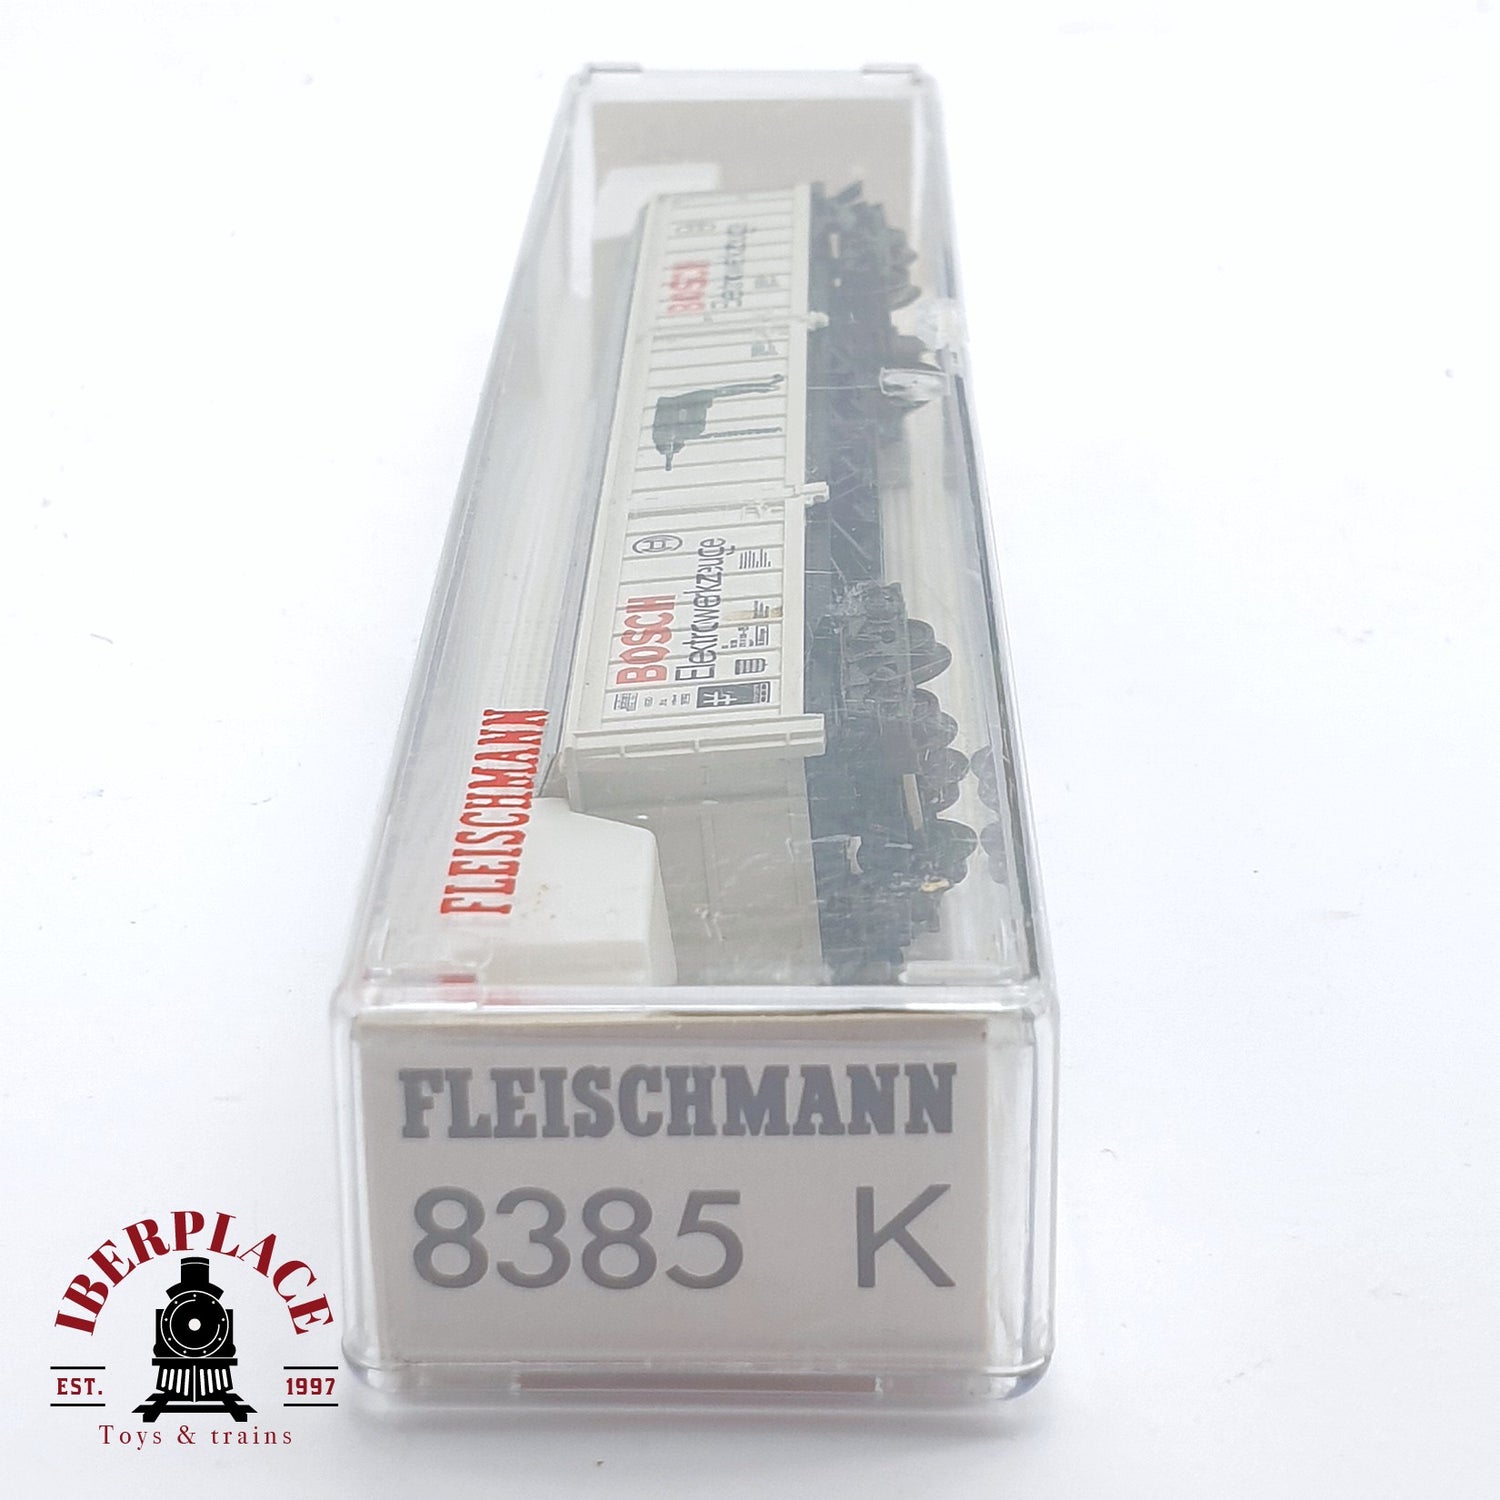 BOSCH
Elektrowerkzeuge
BOSCH
Elektrowerkzeuge
FLEISCHMANN
FLEISCHMANN
8385 K
IBERPLACE
EST. 1997
Toys & trains